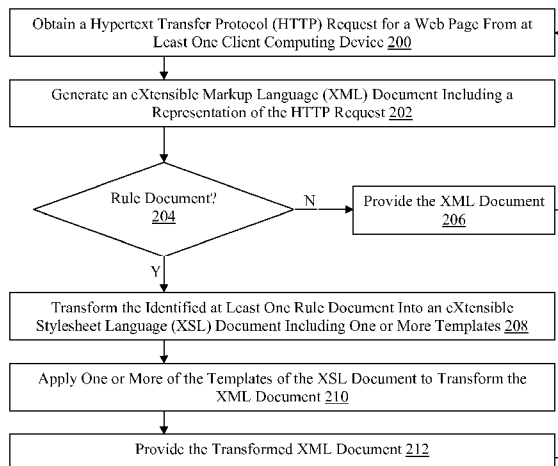 Obtain a Hypertext Transfer Protocol (HTTP) Request for a Web Page From at
Least One Client Computing Device 200
Generate an eXtensible Markup Language (XML) Document Including a
Representation of the HTTP Request 202
Rule Document?
204
N
Provide the XML Document
206
Y
Transform the Identified at Least One Rule Document Into an eXtensible
Stylesheet Language (XSL) Document Including One or More Templates 208
Apply One or More of the Templates of the XSL Document to Transform the
XML Document 210
Provide the Transformed XML Document 212